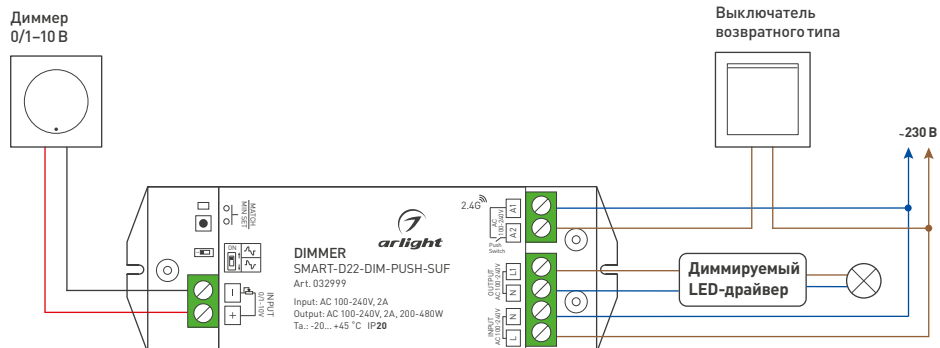 Диммер
0/1–10 В
Выключатель
возвратного типа
~230 В
MATCH
MIN SET
ON
INPUT
0/1-10V
arlight
DIMMER
SMART-D22-DIM-PUSH-SUF
Art. 032999
Input: AC 100-240V, 2A
Output: AC 100-240V, 2A, 200-480W
Ta.: -20... +45 °C IP20
2.4G
AC
100-240V
Push
Switch
A1
A2
OUTPUT
AC 100-240V
L1
N
INPUT
AC 100-240V
N
L
Диммируемый
LED-драйвер